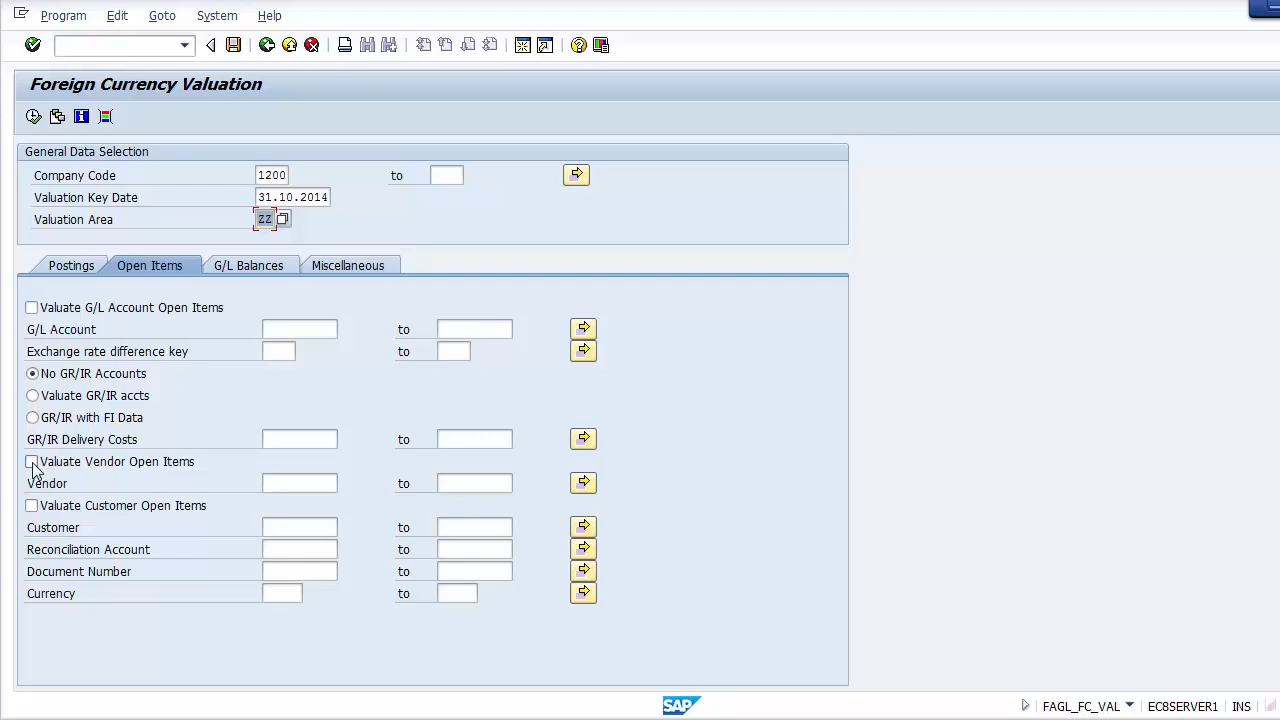 Program Edit Goto System Help
Foreign Currency Valuation
General Data Selection
Company Code 1200 to
Valuation Key Date 31.10.2014
Valuation Area ZZ
Postings Open Items G/L Balances Miscellaneous
Valuate G/L Account Open Items
G/L Account to
Exchange rate difference key to
No GR/IR Accounts
Valuate GR/IR accts
GR/IR with FI Data
GR/IR Delivery Costs to
Valuate Vendor Open Items
Vendor to
Valuate Customer Open Items
Customer to
Reconciliation Account to
Document Number to
Currency to
SAP FAGL_FC_VAL EC8SERVER1 INS